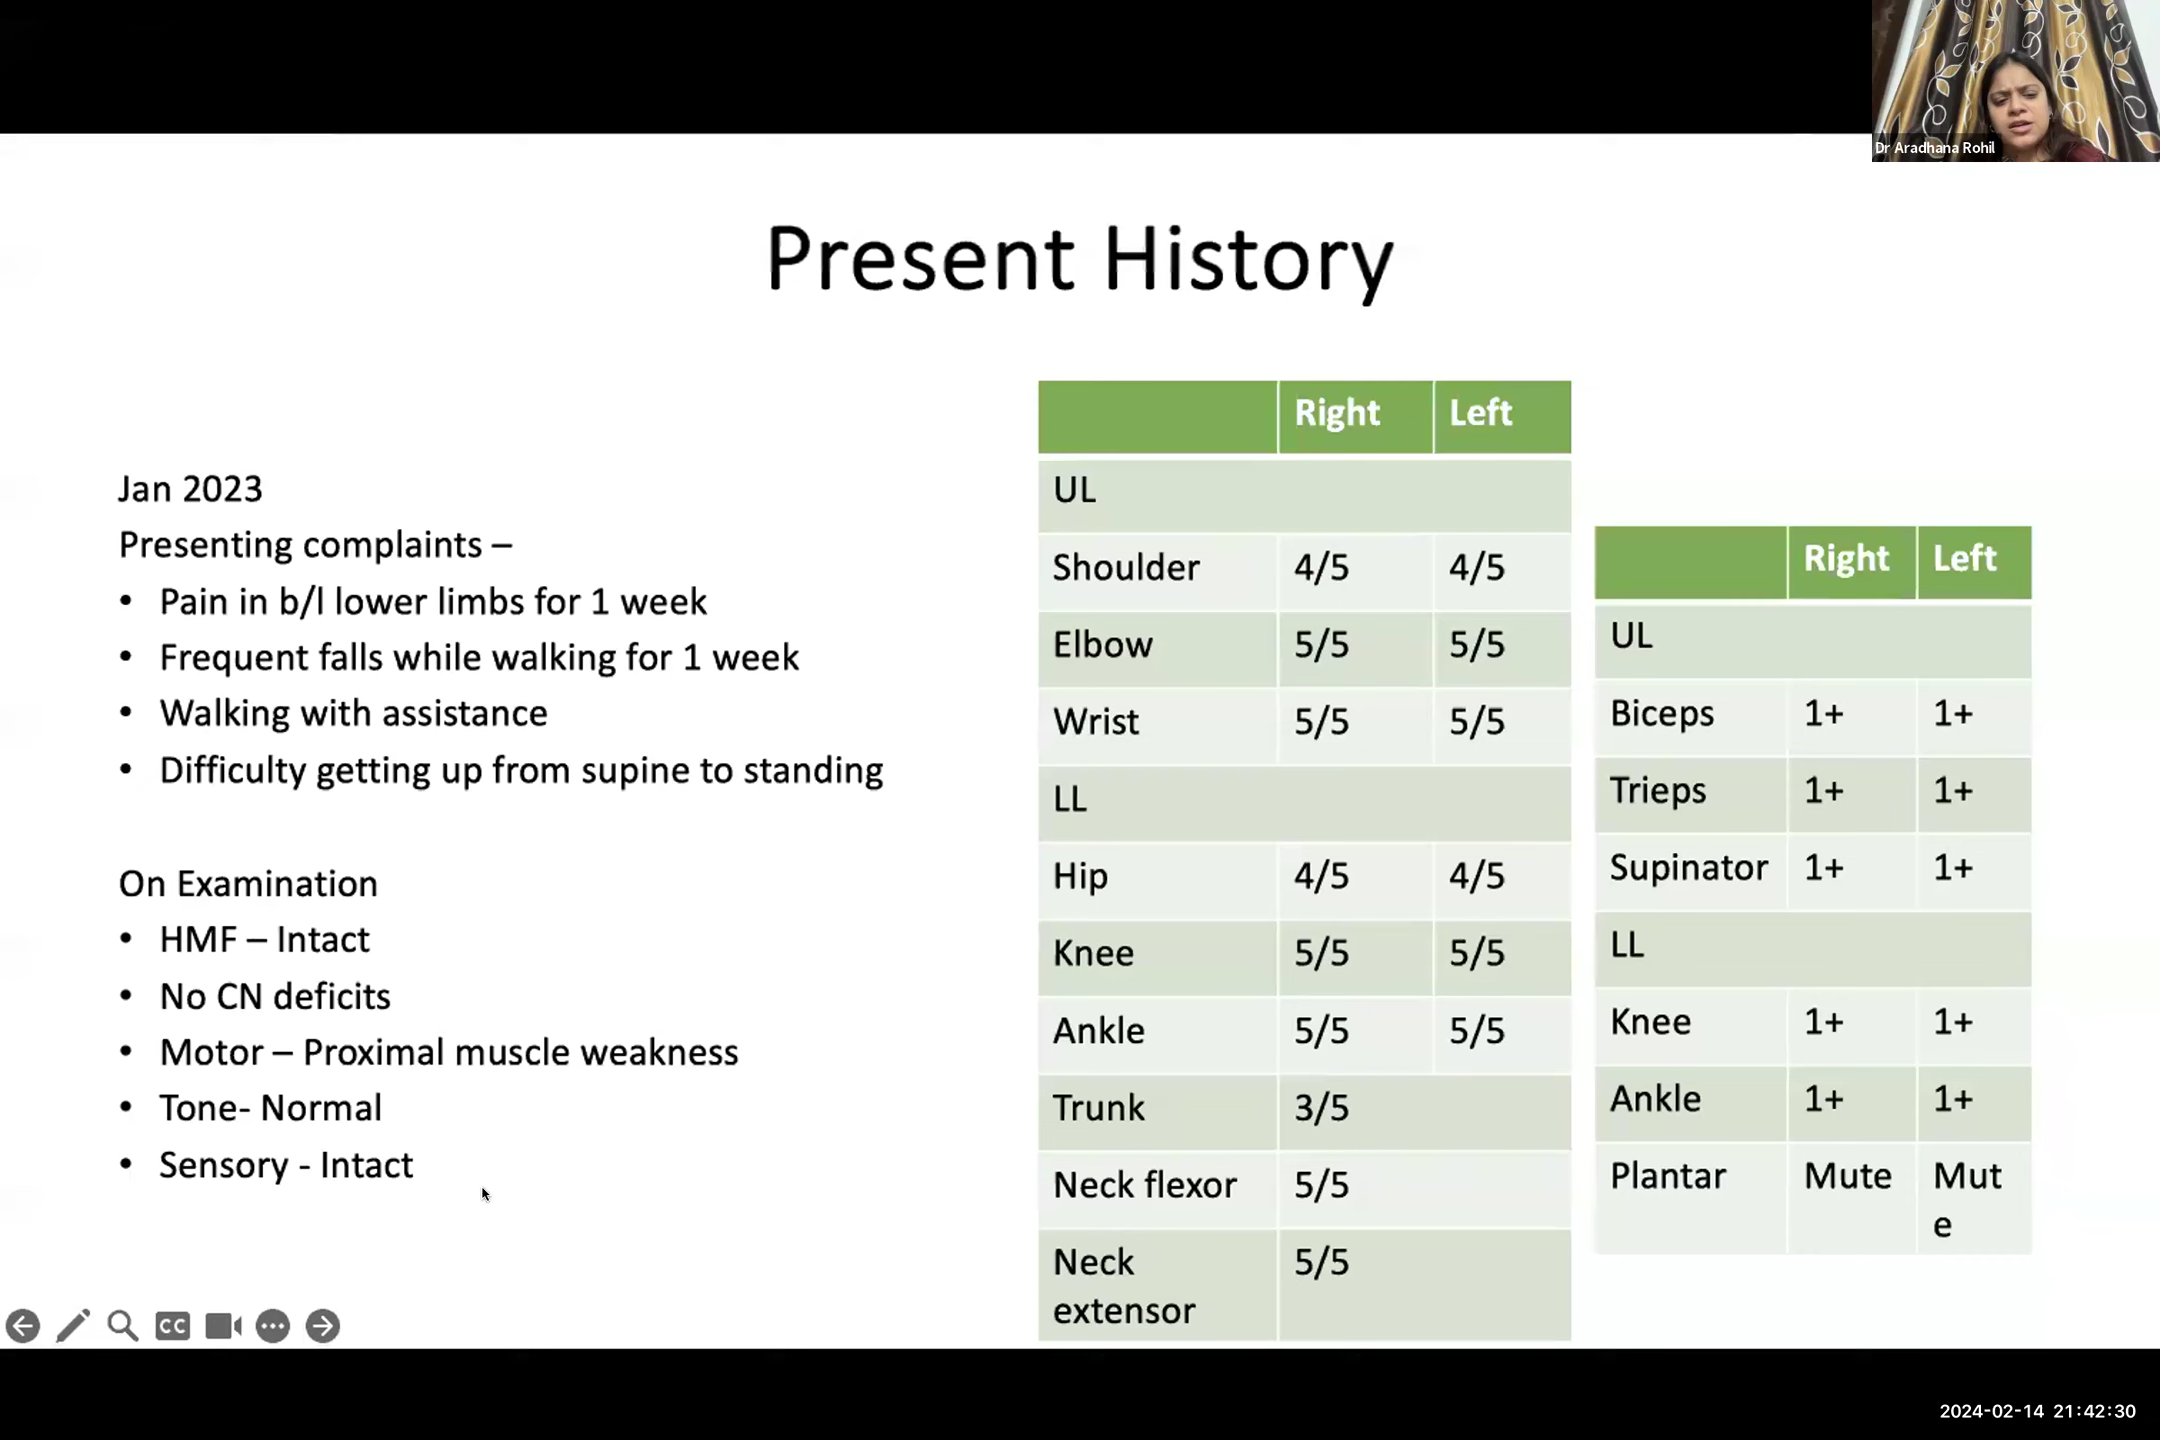 Dr Aradhana Rohil
Present History
Jan 2023
Presenting complaints –
• Pain in b/l lower limbs for 1 week
• Frequent falls while walking for 1 week
• Walking with assistance
• Difficulty getting up from supine to standing
On Examination
• HMF – Intact
• No CN deficits
• Motor – Proximal muscle weakness
• Tone- Normal
• Sensory - Intact
Right Left
UL
Shoulder 4/5 4/5
Elbow 5/5 5/5
Wrist 5/5 5/5
LL
Hip 4/5 4/5
Knee 5/5 5/5
Ankle 5/5 5/5
Trunk 3/5
Neck flexor 5/5
Neck 5/5
extensor
Right Left
UL
Biceps 1+ 1+
Trieps 1+ 1+
Supinator 1+ 1+
LL
Knee 1+ 1+
Ankle 1+ 1+
Plantar Mute Mut
e
CC
2024-02-14 21:42:30